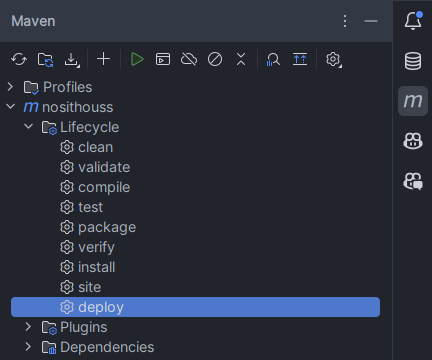 Maven
Profiles
m nosithouss
Lifecycle
clean
validate
compile
test
package
verify
install
site
deploy
Plugins
Dependencies
m